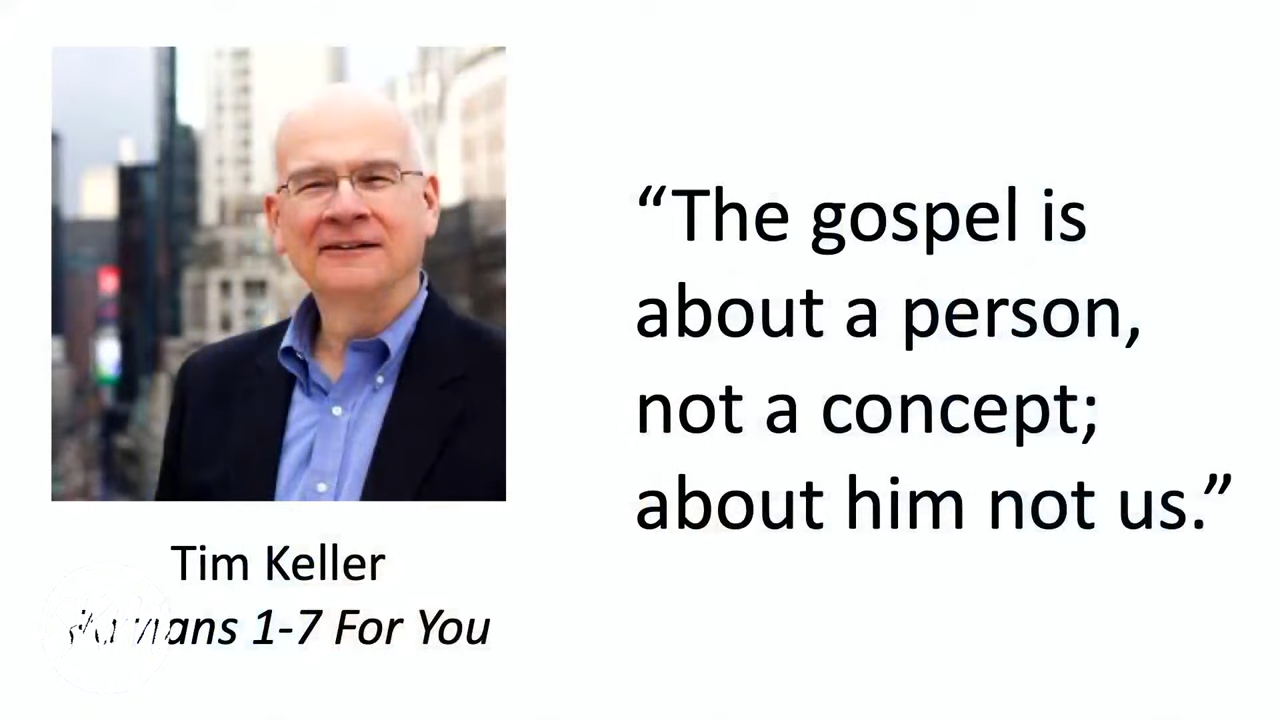 “The gospel is
about a person,
not a concept;
about him not us.”
Tim Keller
1-7 For You